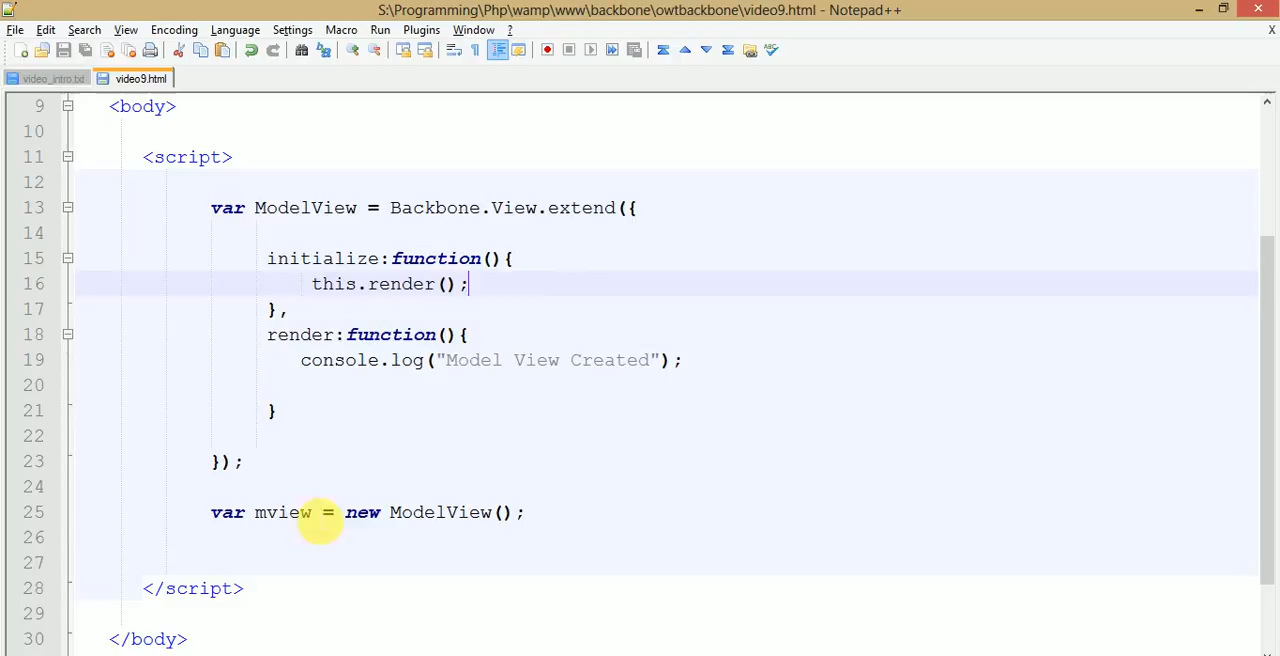 S:\Programming\Php\wamp\www\backbone\owtbackbone\video9.html - Notepad++
File Edit Search View Encoding Language Settings Macro Run Plugins Window ? X
video_intro.txt video9.html
9 <body>
10
11 <script>
12
13 var ModelView = Backbone.View.extend({
14
15 initialize:function(){
16 this.render();
17 },
18 render:function(){
19 console.log("Model View Created");
20
21 }
22
23 });
24
25 var mview = new ModelView();
26
27
28 </script>
29
30 </body>